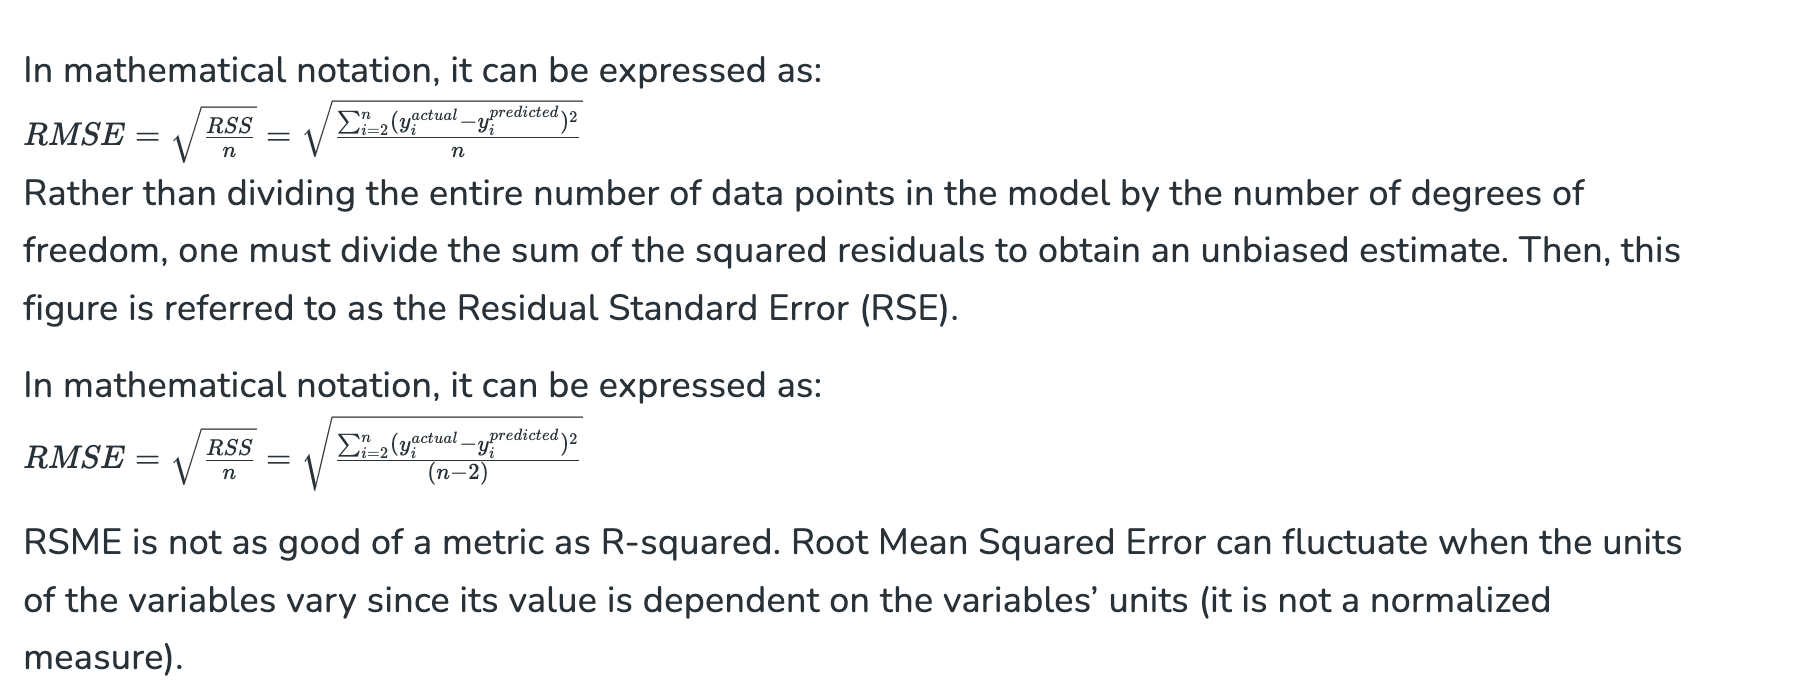 In mathematical notation, it can be expressed as:
$RMSE = \sqrt{\frac{RSS}{n}} = \sqrt{\frac{\sum_{i=2}^{n}(y_i^{actual} - y_i^{predicted})^2}{n}}$
Rather than dividing the entire number of data points in the model by the number of degrees of
freedom, one must divide the sum of the squared residuals to obtain an unbiased estimate. Then, this
figure is referred to as the Residual Standard Error (RSE).
In mathematical notation, it can be expressed as:
$RMSE = \sqrt{\frac{RSS}{n}} = \sqrt{\frac{\sum_{i=2}^{n}(y_i^{actual} - y_i^{predicted})^2}{(n-2)}}$
RSME is not as good of a metric as R-squared. Root Mean Squared Error can fluctuate when the units
of the variables vary since its value is dependent on the variables’ units (it is not a normalized
measure).